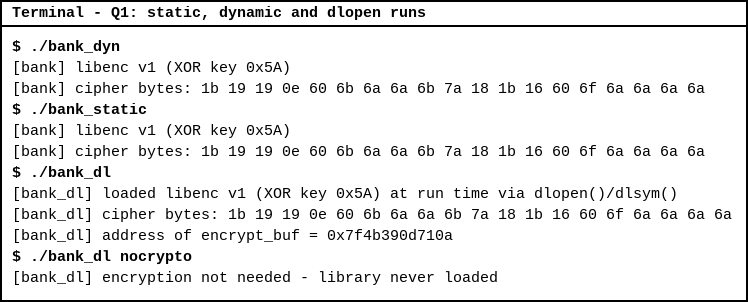 Terminal - Q1: static, dynamic and dlopen runs
$ ./bank_dyn
[bank] libenc v1 (XOR key 0x5A)
[bank] cipher bytes: 1b 19 19 0e 60 6b 6a 6a 6b 7a 18 1b 16 60 6f 6a 6a 6a 6a
$ ./bank_static
[bank] libenc v1 (XOR key 0x5A)
[bank] cipher bytes: 1b 19 19 0e 60 6b 6a 6a 6b 7a 18 1b 16 60 6f 6a 6a 6a 6a
$ ./bank_dl
[bank_dl] loaded libenc v1 (XOR key 0x5A) at run time via dlopen()/dlsym()
[bank_dl] cipher bytes: 1b 19 19 0e 60 6b 6a 6a 6b 7a 18 1b 16 60 6f 6a 6a 6a 6a
[bank_dl] address of encrypt_buf = 0x7f4b390d710a
$ ./bank_dl nocrypto
[bank_dl] encryption not needed - library never loaded